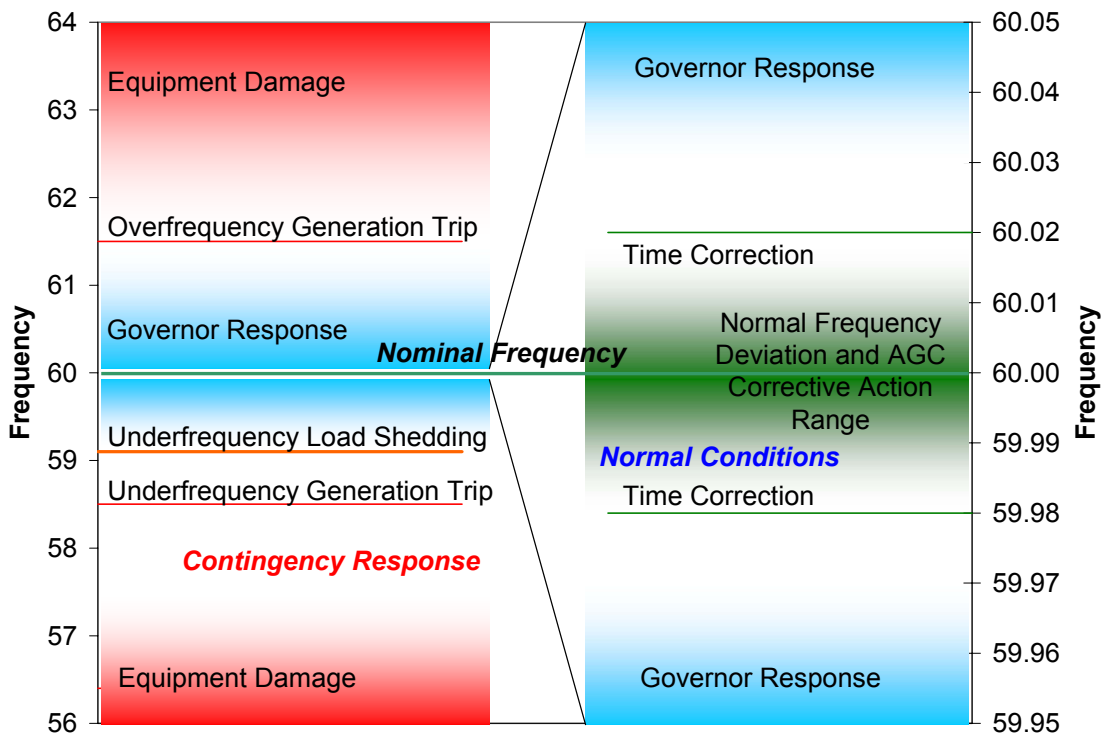 64
63
62
61
60
59
58
57
56
Frequency
Equipment Damage
Overfrequency Generation Trip
Governor Response
Nominal Frequency
Underfrequency Load Shedding
Underfrequency Generation Trip
Contingency Response
Equipment Damage
Governor Response
Time Correction
Normal Frequency
Deviation and AGC
Corrective Action
Range
Normal Conditions
Time Correction
Governor Response
60.05
60.04
60.03
60.02
60.01
60.00
59.99
59.98
59.97
59.96
59.95
Frequency